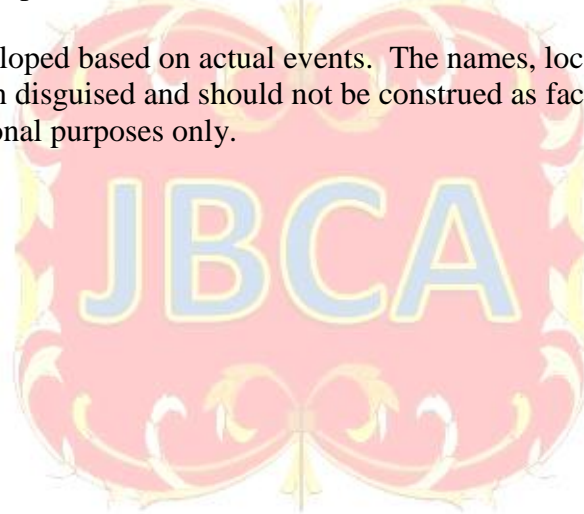 loped based on actual events. The names, loc
n disguised and should not be construed as fac
onal purposes only.
JBCA